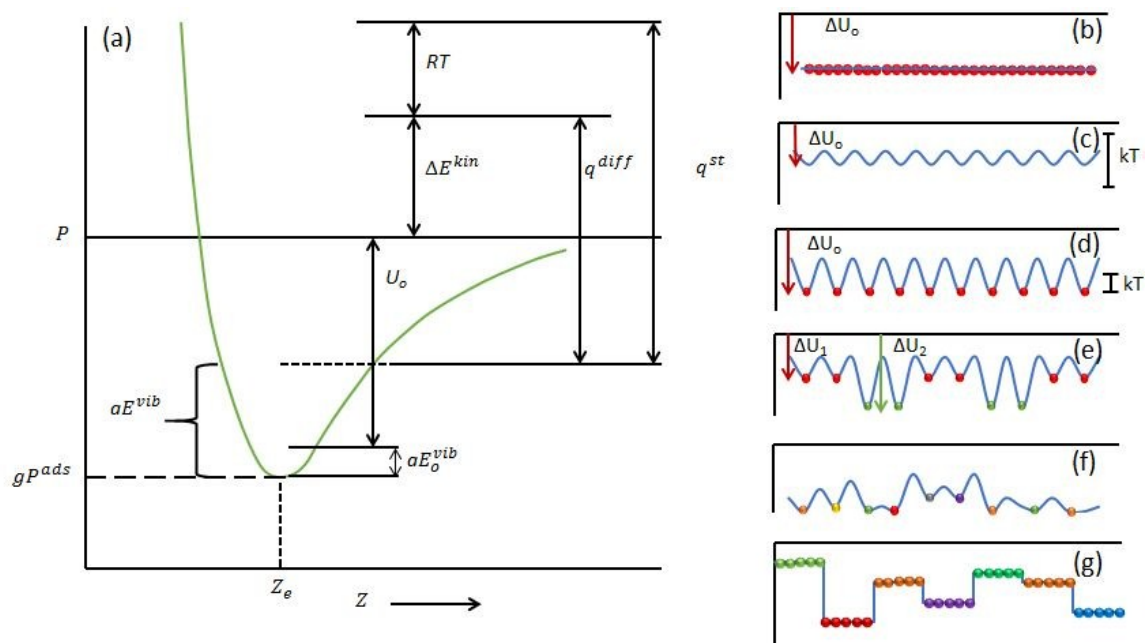 (a)
RT
ΔE^kin
q^diff
q^st
P
U_o
aE^vib
aE_o^vib
gP^ads
Z_e
Z
(b)
ΔU_o
(c)
ΔU_o
kT
(d)
ΔU_o
kT
(e)
ΔU_1
ΔU_2
(f)
(g)